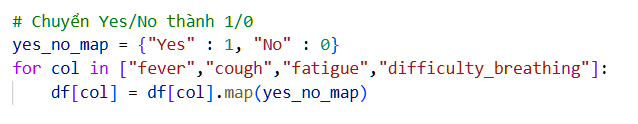 # Chuyển Yes/No thành 1/0
yes_no_map = {"Yes" : 1, "No" : 0}
for col in ["fever","cough","fatigue","difficulty_breathing"]:
    df[col] = df[col].map(yes_no_map)